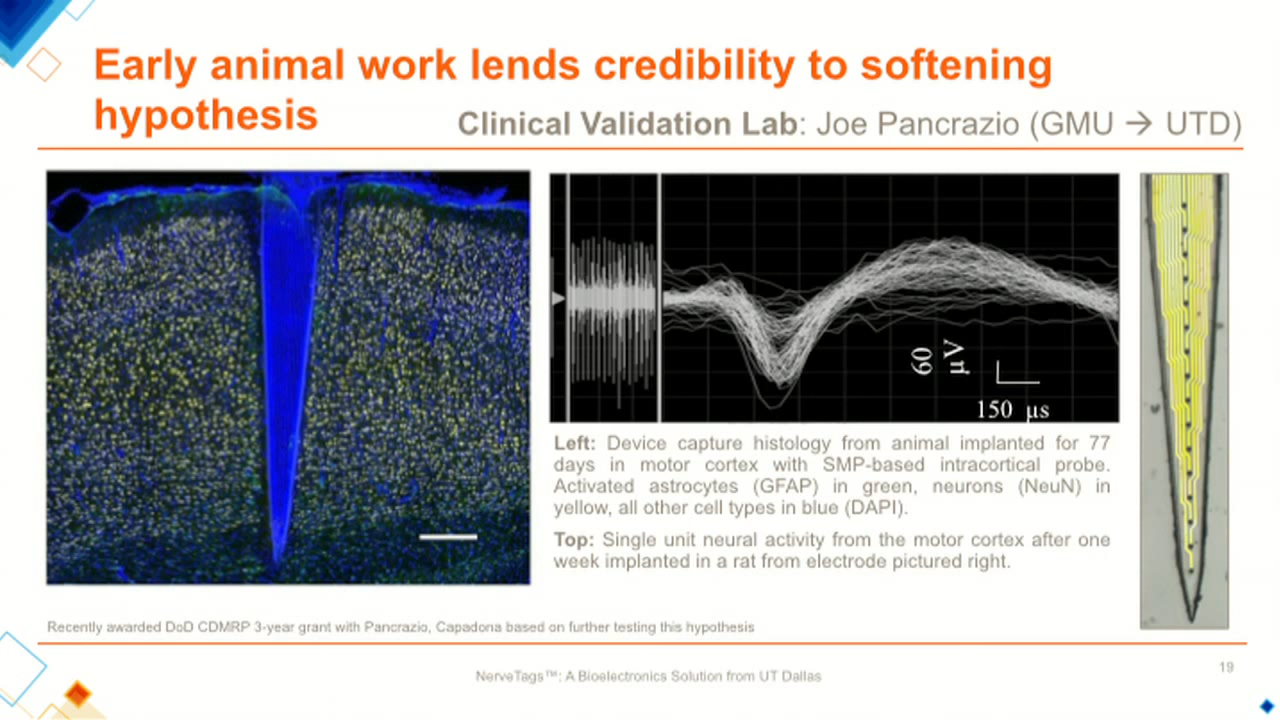 Early animal work lends credibility to softening
hypothesis
Clinical Validation Lab: Joe Pancrazio (GMU → UTD)
60
µV
150 µs
Left: Device capture histology from animal implanted for 77
days in motor cortex with SMP-based intracortical probe.
Activated astrocytes (GFAP) in green, neurons (NeuN) in
yellow, all other cell types in blue (DAPI).
Top: Single unit neural activity from the motor cortex after one
week implanted in a rat from electrode pictured right.
Recently awarded DoD CDMRP 3-year grant with Pancrazio, Capadona based on further testing this hypothesis
NerveTags™: A Bioelectronics Solution from UT Dallas
19